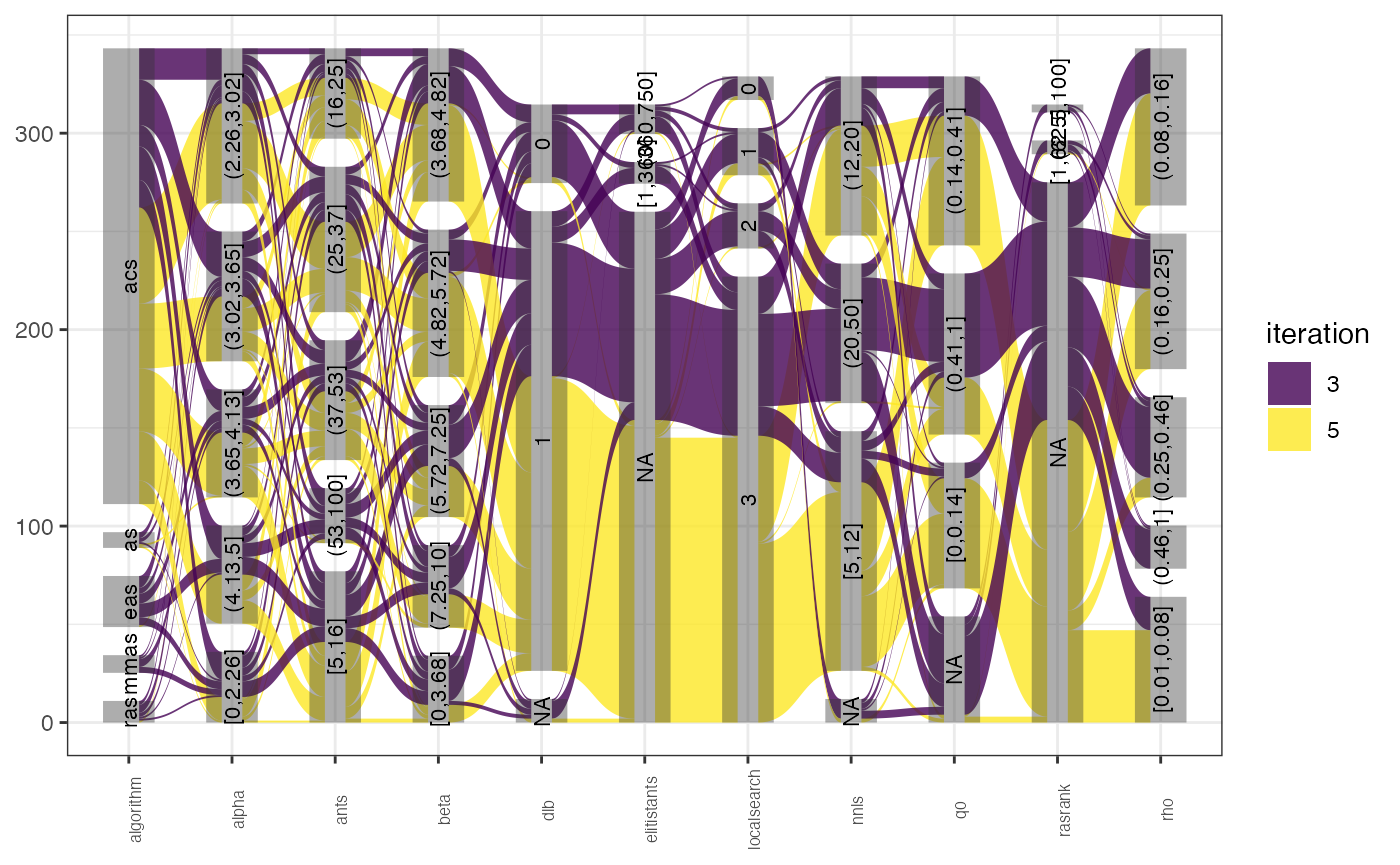 300
200
100
0
acs
as
eas
mmas
ras
(2.26,3.02]
(3.02,3.65]
(3.65,4.13]
(4.13,5]
[0,2.26]
(16,25]
(25,37]
(37,53]
(53,100]
[5,16]
(3.68,4.82]
(4.82,5.72]
(5.72,7.25]
(7.25,10]
[0,3.68]
0
1
NA
NA
0
1
2
3
(12,20]
(20,50]
[5,12]
NA
(0.14,0.41]
(0.41,1]
[0,0.14]
NA
NA
(0.08,0.16]
(0.16,0.25]
(0.25,0.46]
(0.46,1]
[0.01,0.08]
algorithm
alpha
ants
beta
dlb
elitistants
localsearch
nnls
q0
rasrank
rho
iteration
3
5